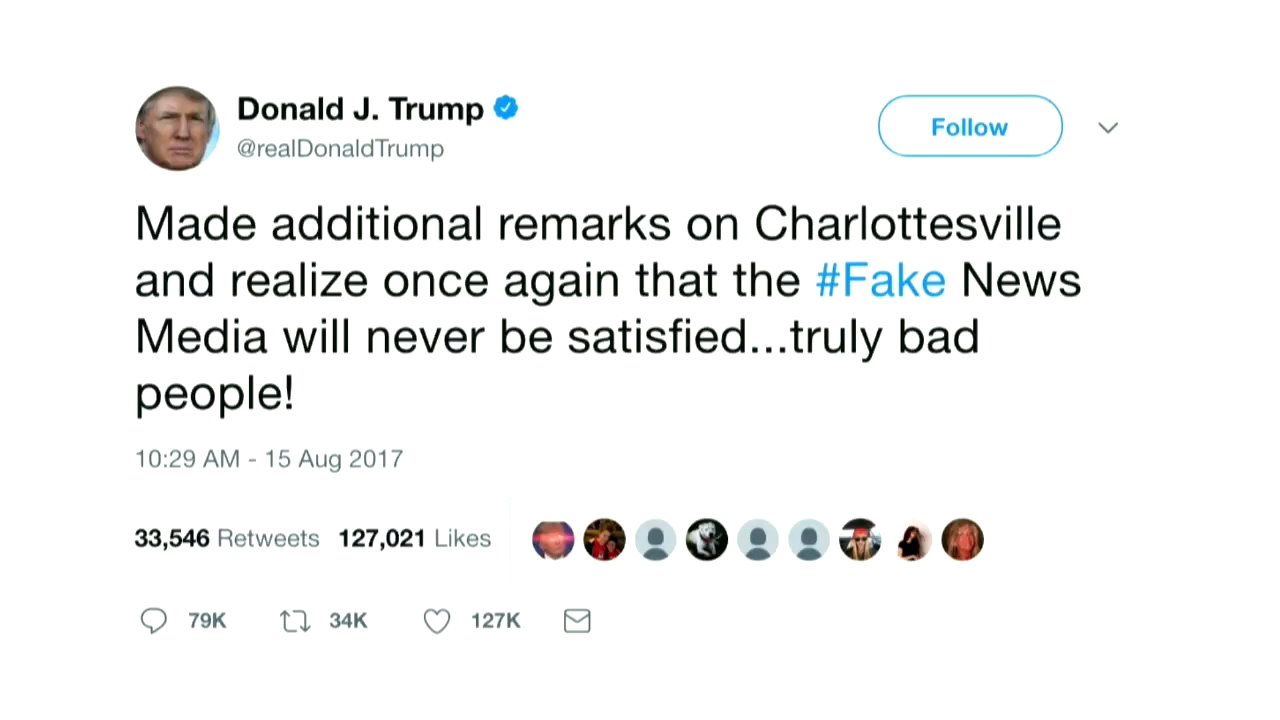 Donald J. Trump
@realDonaldTrump
Follow
Made additional remarks on Charlottesville
and realize once again that the #Fake News
Media will never be satisfied...truly bad
people!
10:29 AM - 15 Aug 2017
33,546 Retweets 127,021 Likes
79K 34K 127K